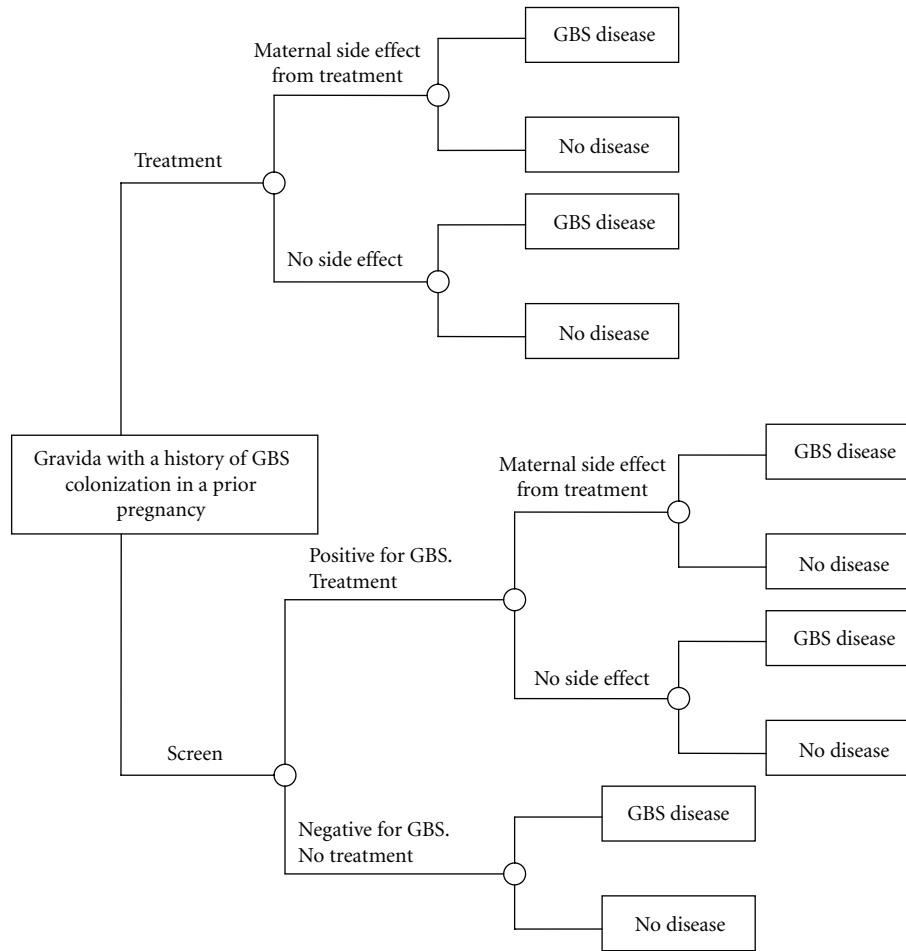 GBS disease
Maternal side effect
from treatment
No disease
Treatment
GBS disease
No side effect
No disease
Gravida with a history of GBS
colonization in a prior
pregnancy
GBS disease
Maternal side effect
from treatment
Positive for GBS.
Treatment
No disease
GBS disease
No side effect
Screen
No disease
Negative for GBS.
No treatment
GBS disease
No disease